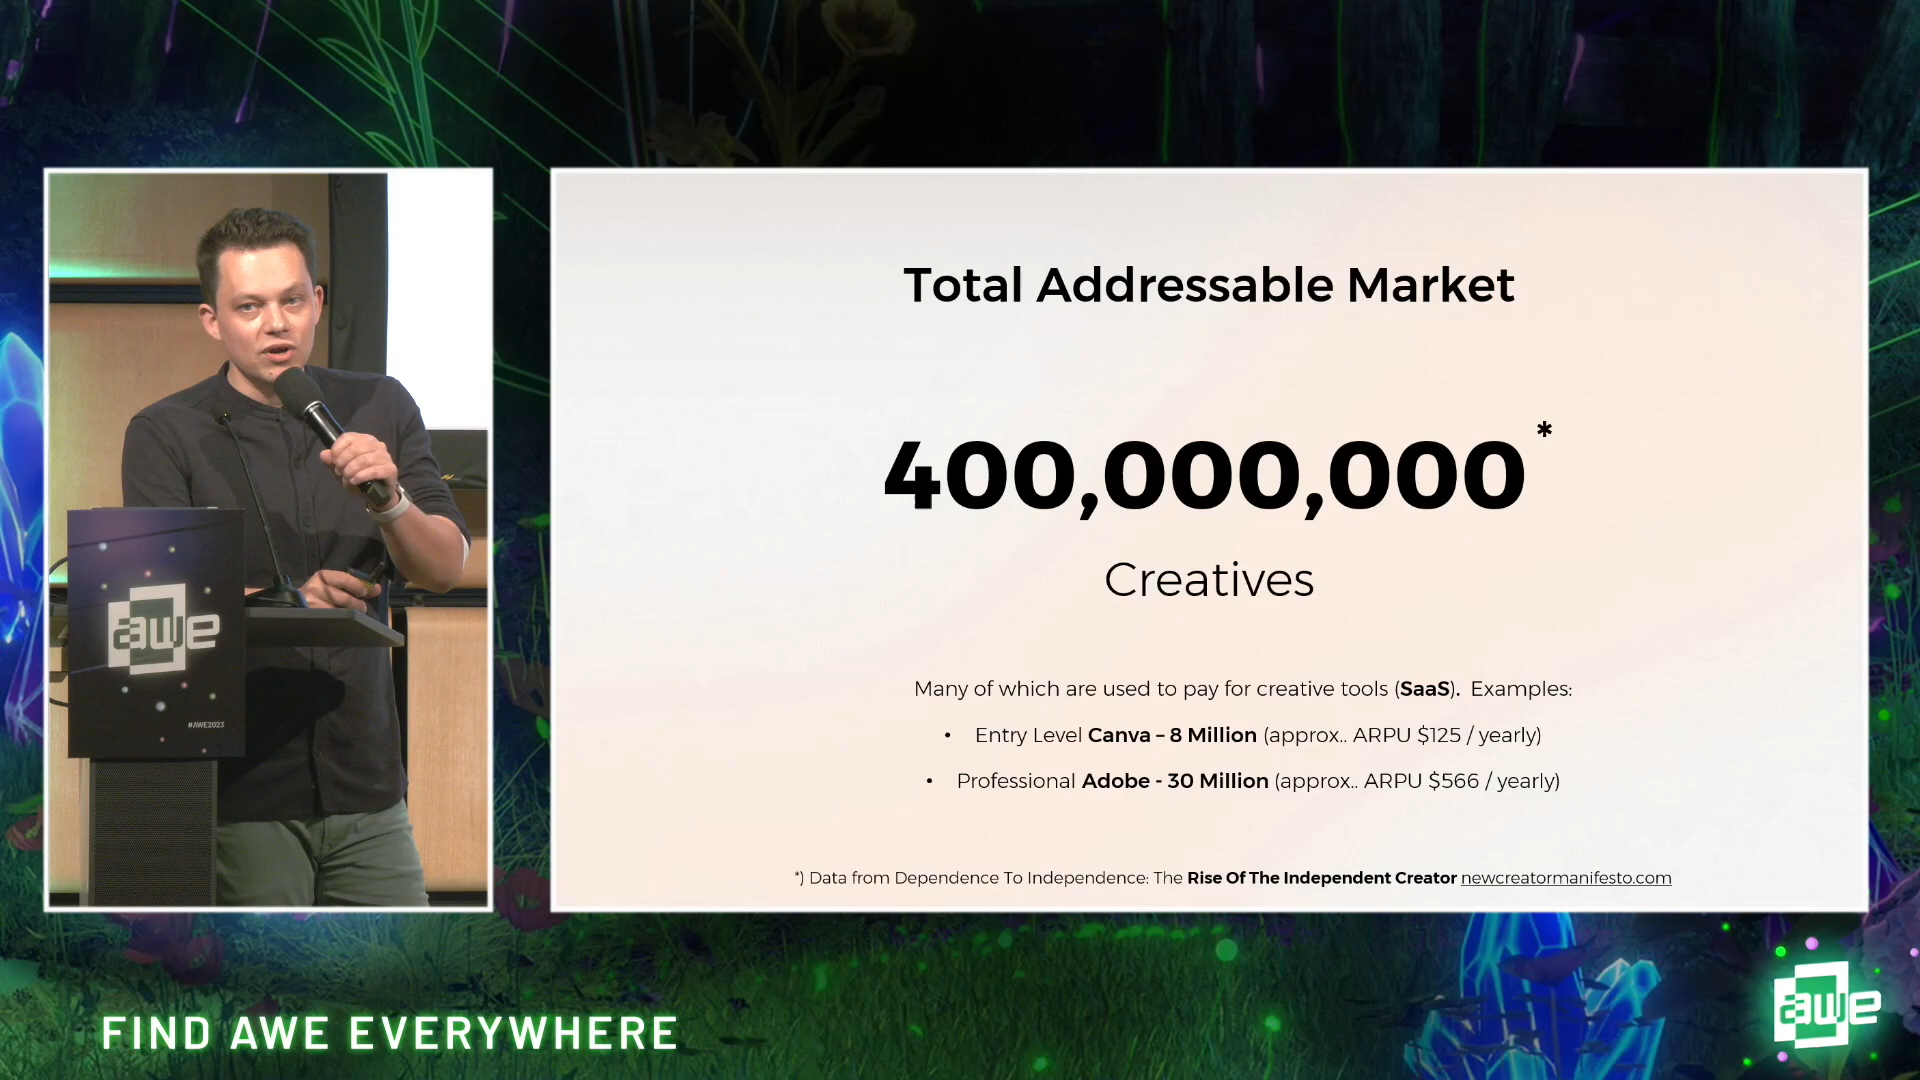 Total Addressable Market
400,000,000*
Creatives
Many of which are used to pay for creative tools (SaaS). Examples:
• Entry Level Canva – 8 Million (approx.. ARPU $125 / yearly)
• Professional Adobe - 30 Million (approx.. ARPU $566 / yearly)
*) Data from Dependence To Independence: The Rise Of The Independent Creator newcreatormanifesto.com
awe
#AWE2023
FIND AWE EVERYWHERE
awe